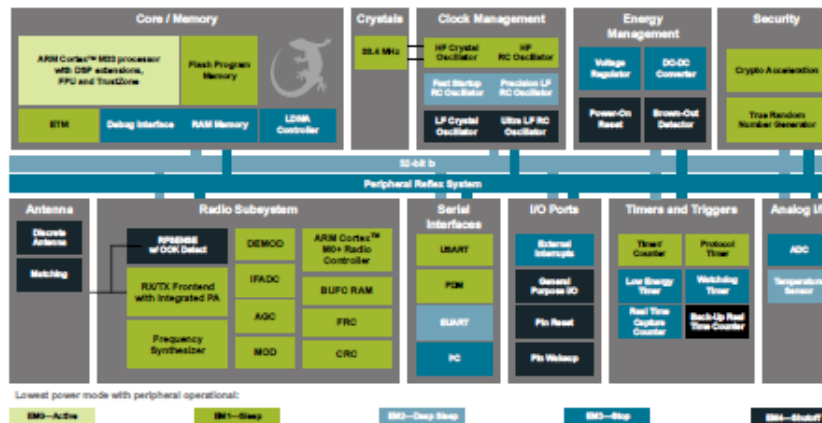 Core / Memory
Crystals
Clock Management
Energy
Management
Security
ARM Cortex™ M33 processor
with DSP extensions,
FPU and TrustZone
Flash Program
Memory
ETM
Debug Interface
RAM Memory
LDMA
Controller
38.4 MHz
HF Crystal
Oscillator
HF
RC Oscillator
Fast Startup
RC Oscillator
Precision LF
RC Oscillator
LF Crystal
Oscillator
Ultra LF RC
Oscillator
Voltage
Regulator
DC-DC
Converter
Power-On
Reset
Brown-Out
Detector
Crypto Acceleration
True Random
Number Generator
32-bit b
Peripheral Reflex System
Antenna
Radio Subsystem
Serial
Interfaces
I/O Ports
Timers and Triggers
Analog I/
Discrete
Antenna
Matching
RFSENSE
w/ OOK Detect
RX/TX Frontend
with Integrated PA
Frequency
Synthesizer
DEMOD
IFADC
AGC
MOD
ARM Cortex™
M0+ Radio
Controller
BUFC RAM
FRC
CRC
USART
PDM
EUART
I²C
External
Interrupts
General
Purpose I/O
Pin Reset
Pin Wakeup
Timer/
Counter
Protocol
Timer
Low Energy
Timer
Watchdog
Timer
Real Time
Capture
Counter
Back-Up Real
Time Counter
ADC
Temperature
Sensor
Lowest power mode with peripheral operational:
EM0—Active
EM1—Sleep
EM2—Deep Sleep
EM3—Stop
EM4—Shutoff